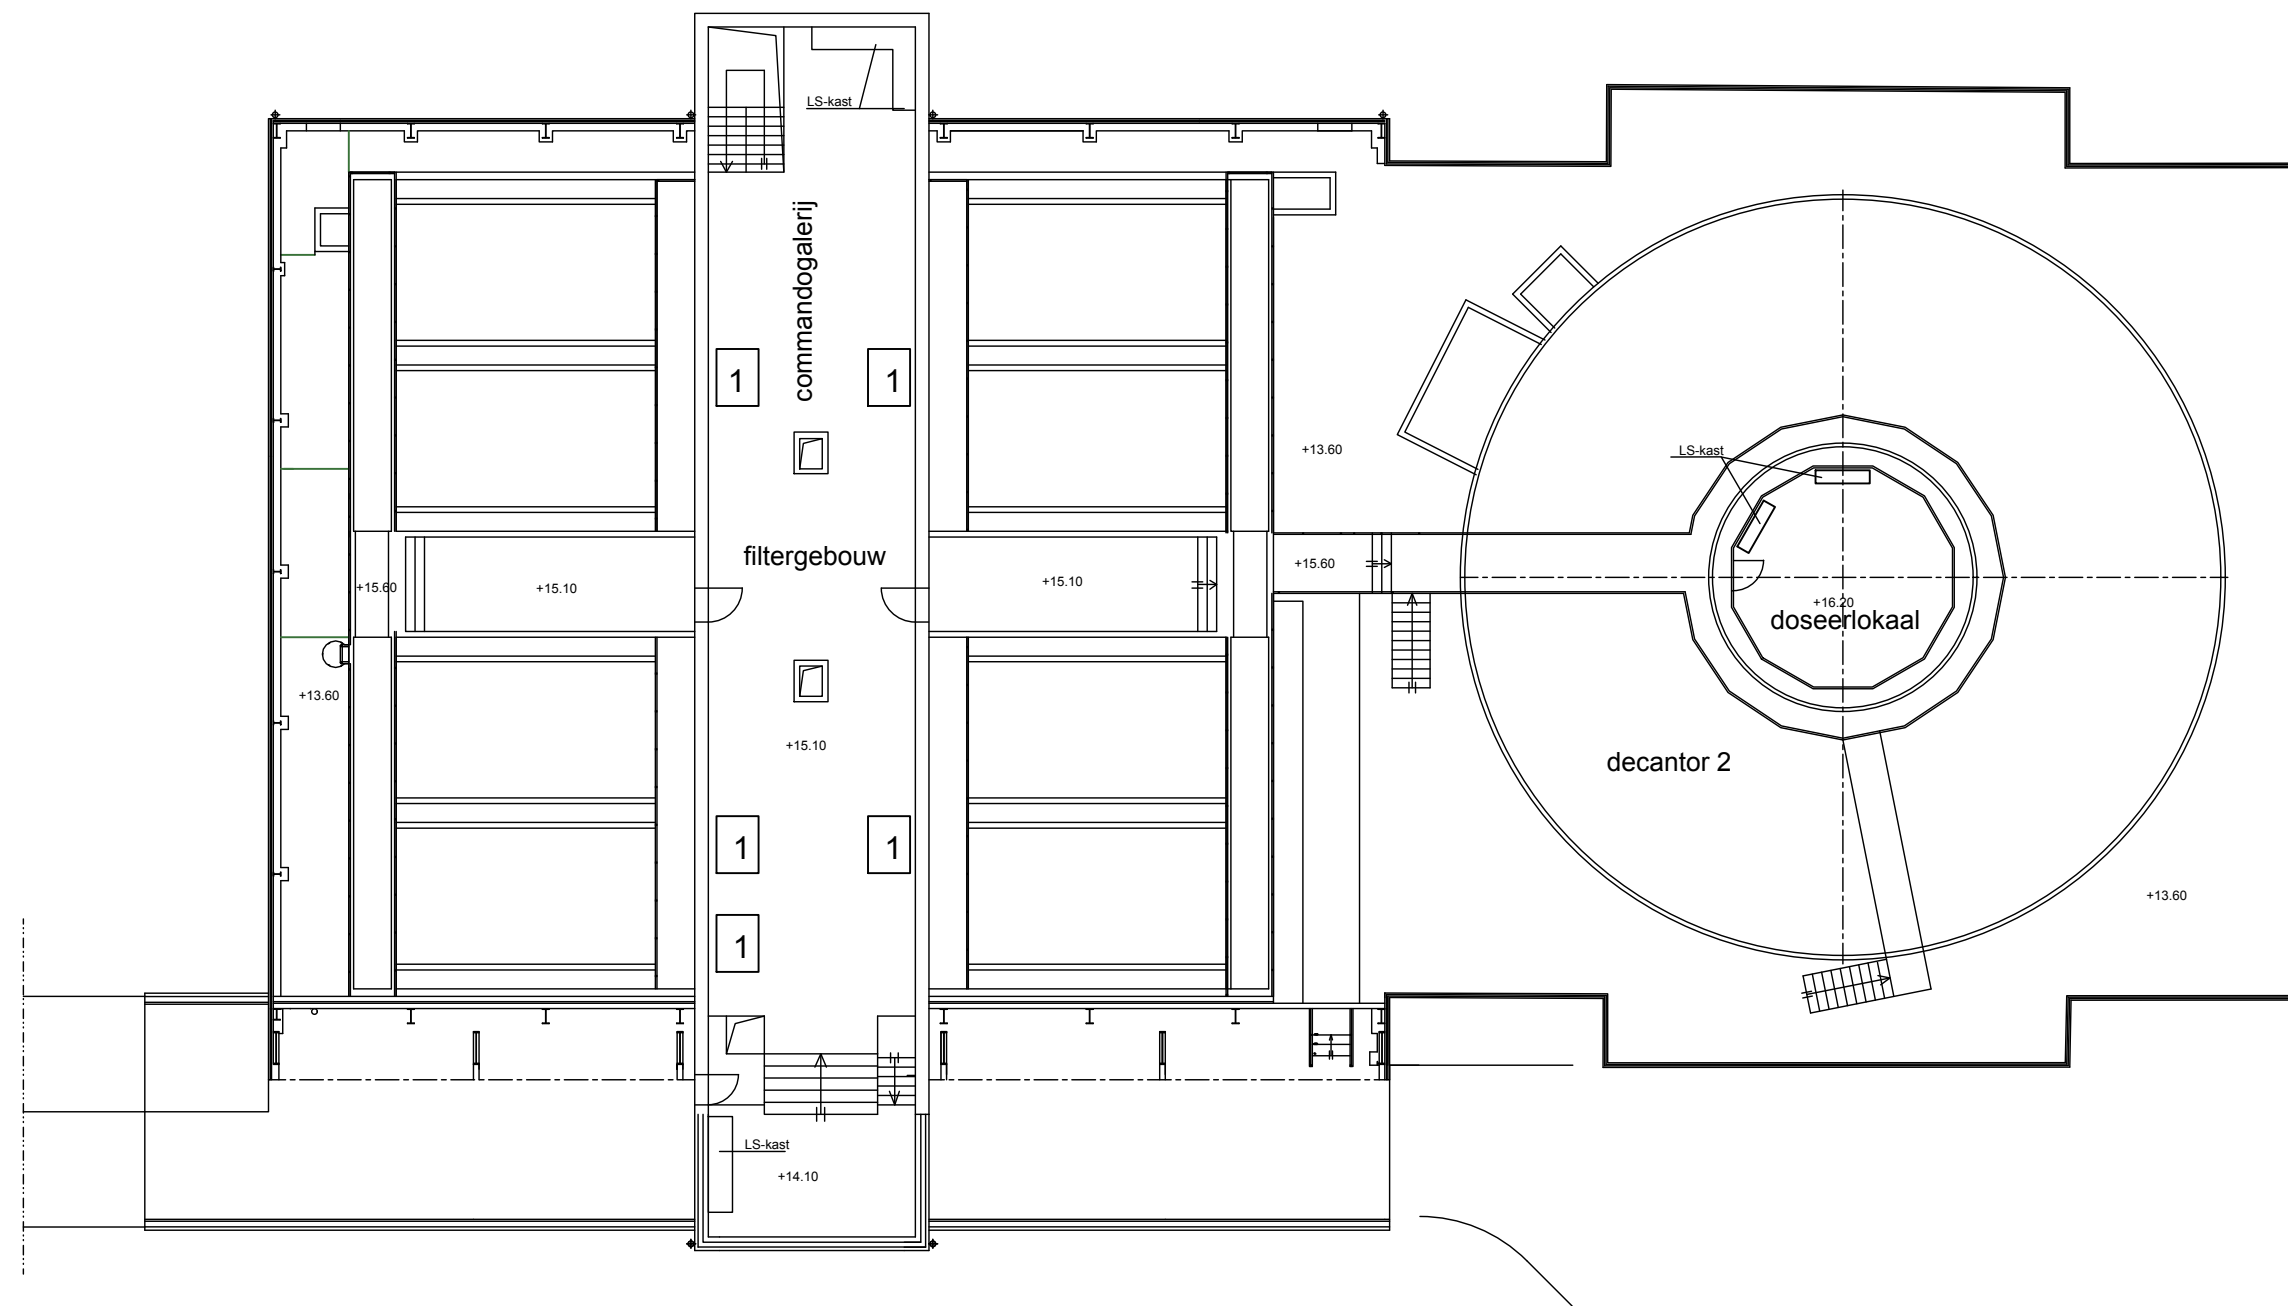 LS-kast
commandogalerij
1
1
+13.60
LS-kast
filtergebouw
+15.60
+15.10
+15.10
+15.60
+16.20
doseerlokaal
+13.60
+15.10
decantor 2
1
1
+13.60
1
LS-kast
+14.10